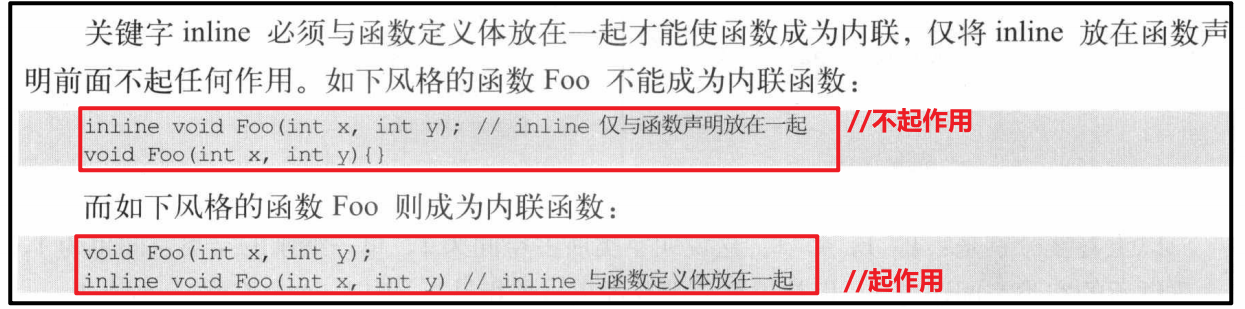 关键字 inline 必须与函数定义体放在一起才能使函数成为内联，仅将 inline 放在函数声
明前面不起任何作用。如下风格的函数 Foo 不能成为内联函数：
inline void Foo(int x, int y); // inline 仅与函数声明放在一起 //不起作用
void Foo(int x, int y){}
而如下风格的函数 Foo 则成为内联函数：
void Foo(int x, int y);
inline void Foo(int x, int y) // inline 与函数定义体放在一起 //起作用